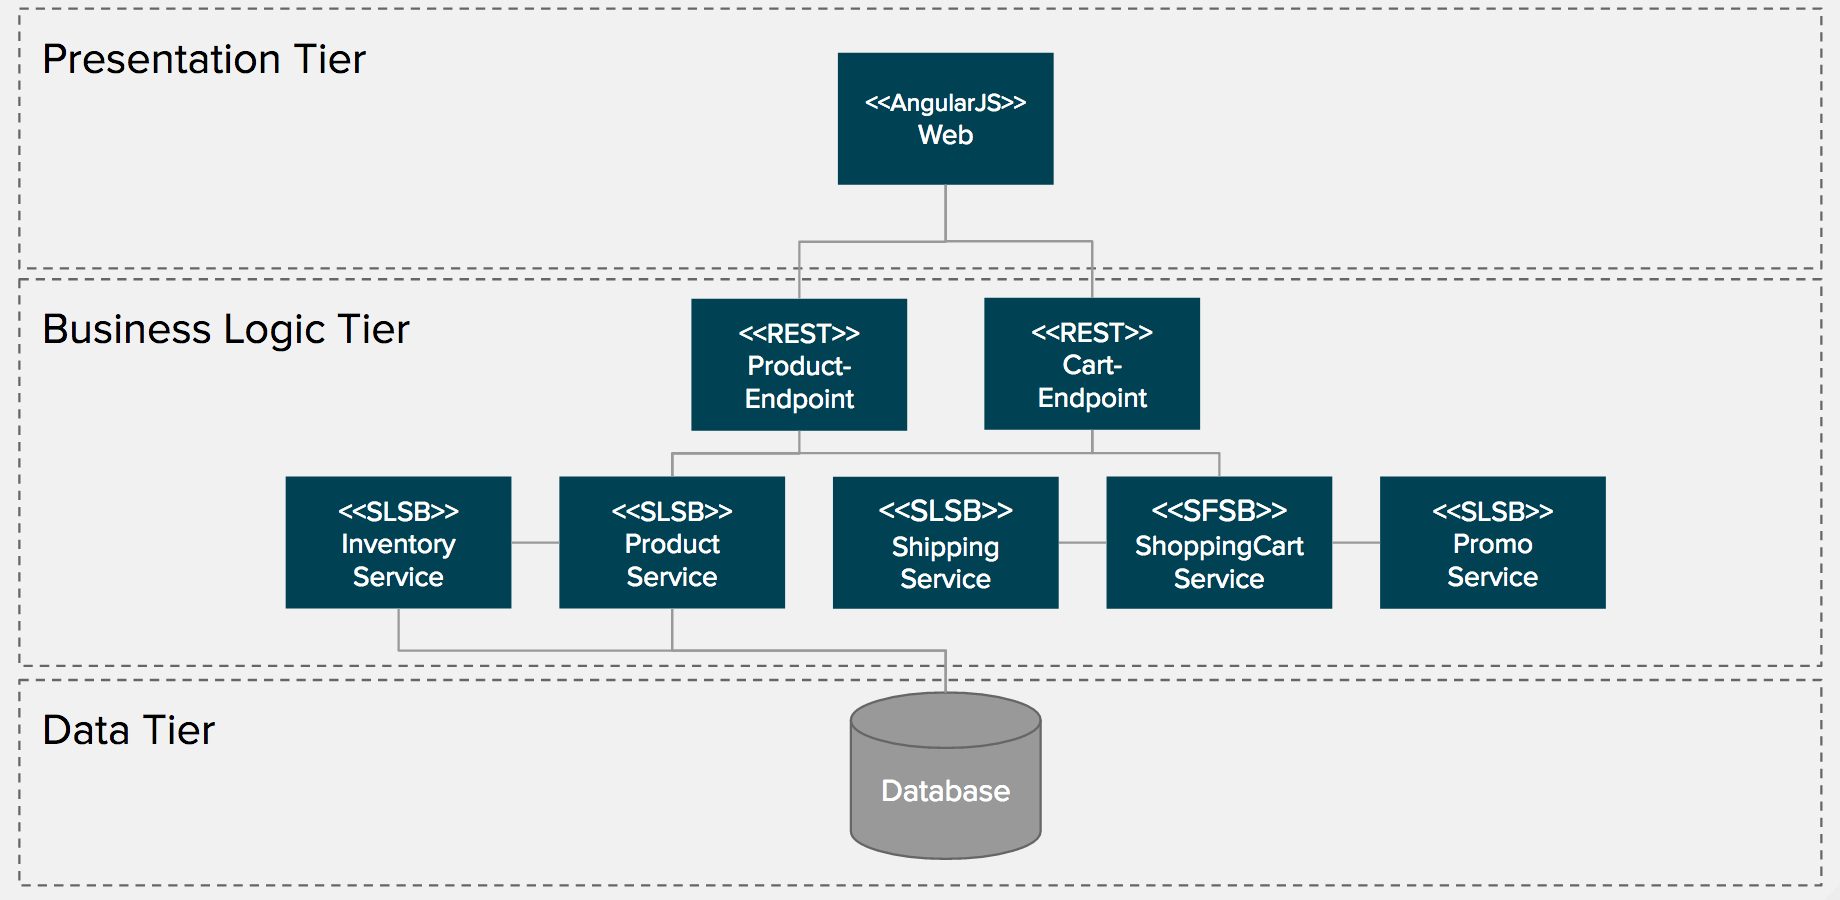 Presentation Tier
<<AngularJS>>
Web
Business Logic Tier
<<REST>>
Product-
Endpoint
<<REST>>
Cart-
Endpoint
<<SLSB>>
Inventory
Service
<<SLSB>>
Product
Service
<<SLSB>>
Shipping
Service
<<SFSB>>
ShoppingCart
Service
<<SLSB>>
Promo
Service
Data Tier
Database